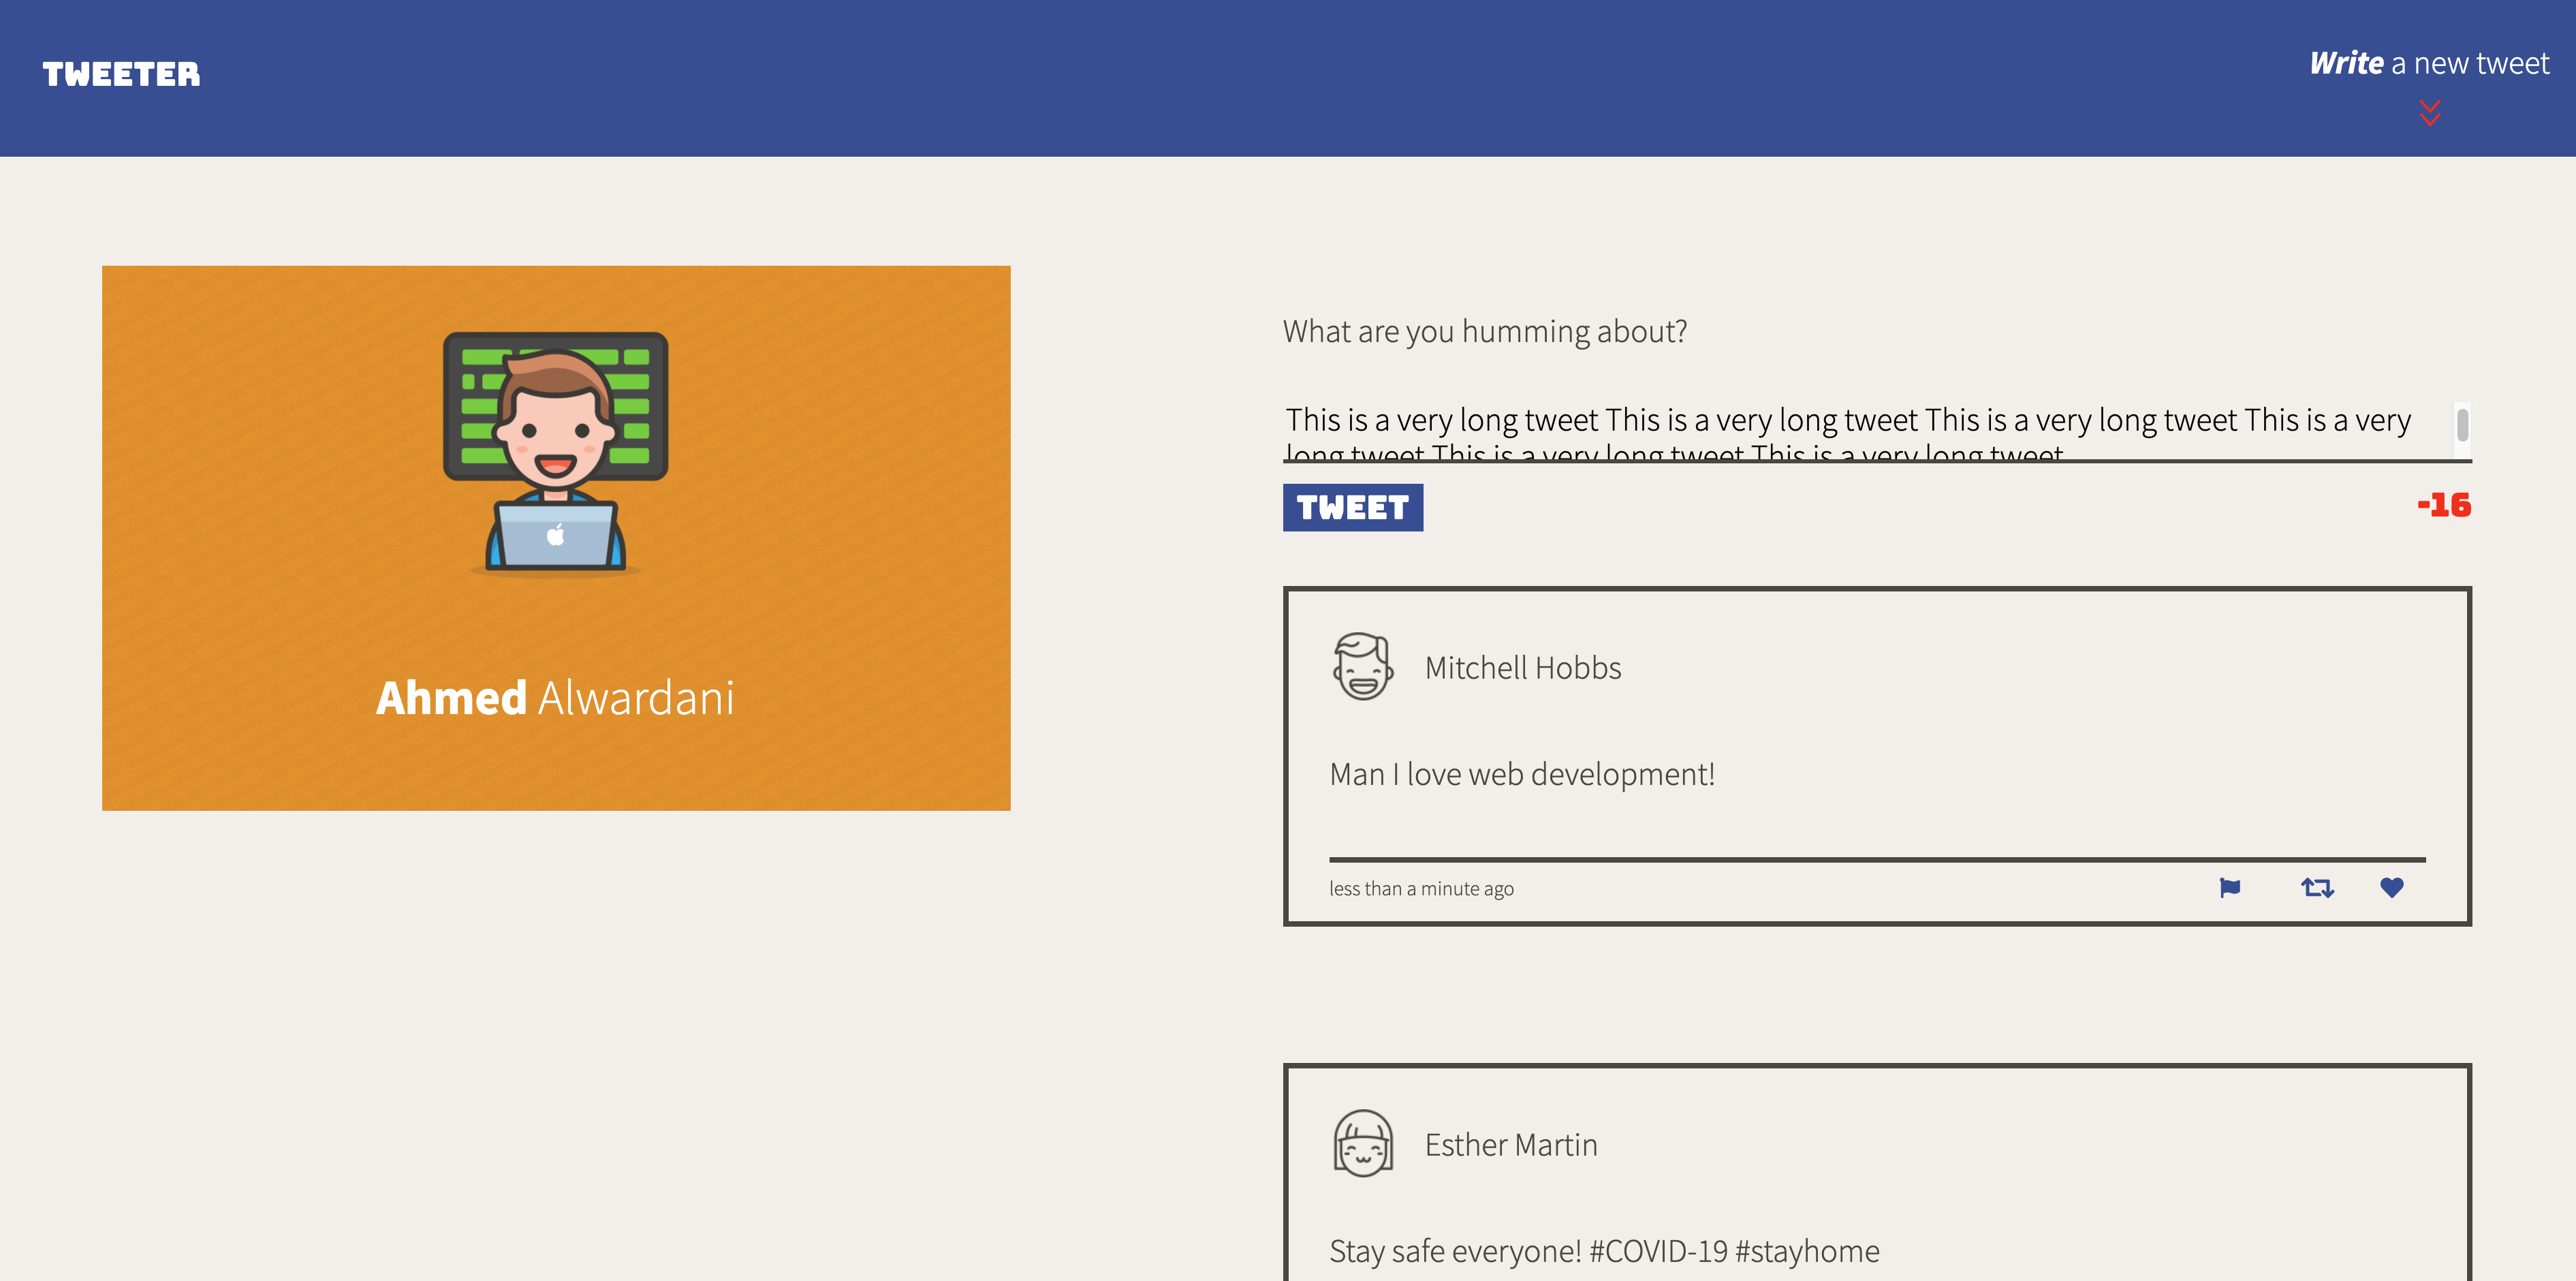 TWEETER
Write a new tweet
What are you humming about?
This is a very long tweet This is a very long tweet This is a very long tweet This is a very
long tweet This is a very long tweet This is a very long tweet
TWEET
-16
Ahmed Alwardani
Mitchell Hobbs
Man I love web development!
less than a minute ago
Esther Martin
Stay safe everyone! #COVID-19 #stayhome